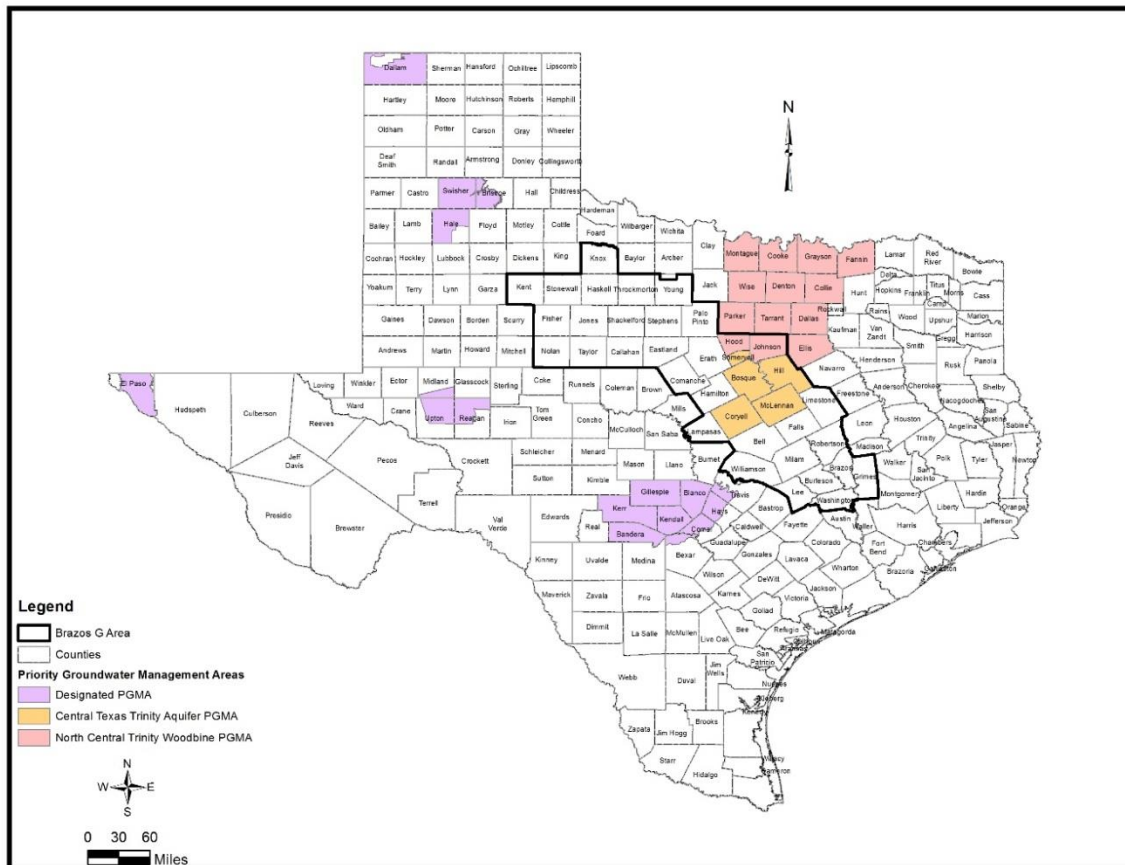 N
Dallam Sherman Hansford Ochiltree Lipscomb
Hartley Moore Hutchinson Roberts Hemphill
Oldham Potter Carson Gray Wheeler
Deaf
Smith Randall Armstrong Donley Collingsworth
Parmer Castro Swisher Briscoe Hall Childress
Hardeman
Bailey Lamb Hale Floyd Motley Cottle Foard Wilbarger Wichita
Clay Montague Cooke Grayson Fannin Lamar Red
River Bowie
Cochran Hockley Lubbock Crosby Dickens King Knox Baylor Archer
Delta Titus Morris Cass
Yoakum Terry Lynn Garza Kent Stonewall Haskell Throckmorton Young Jack Wise Denton Collin Hunt Hopkins Franklin Camp
Rockwall Rains Wood Upshur Marion
Gaines Dawson Borden Scurry Fisher Jones Shackelford Stephens Palo
Pinto Parker Tarrant Dallas Kaufman Van
Zandt Gregg Harrison
Smith
Andrews Martin Howard Mitchell Nolan Taylor Callahan Eastland Erath Hood Johnson Ellis Henderson Rusk Panola
Somervell Navarro
El Paso Hudspeth Culberson Loving Winkler Ector Midland Glasscock Sterling Coke Runnels Coleman Brown Comanche Hamilton Bosque Hill Freestone Anderson Cherokee Shelby
Nacogdoches San
Augustine Sabine
Reeves Ward Crane Upton Reagan Irion Tom
Green Concho McCulloch San Saba Mills Lampasas Coryell McLennan Limestone Falls Leon Houston Angelina
Jeff
Davis Pecos Crockett Schleicher Menard Mason Llano Burnet Bell Milam Robertson Madison Trinity Polk Tyler Jasper Newton
Sutton Kimble Williamson Brazos Grimes Walker San
Jacinto
Burleson
Presidio Brewster Terrell Val
Verde Edwards Kerr Gillespie Blanco Hays Travis Lee Washington Montgomery Hardin
Liberty Orange
Real Bandera Kendall Comal Caldwell Bastrop Fayette Austin Waller Harris Jefferson
Chambers
Kinney Uvalde Medina Bexar Guadalupe Gonzales Lavaca Colorado Fort
Bend Galveston
Brazoria
Maverick Zavala Frio Atascosa Wilson Karnes DeWitt Wharton
Jackson
Victoria
Goliad
Dimmit La Salle McMullen Live Oak Bee Refugio Matagorda
San
Patricio
Webb Duval Jim
Wells Nueces
Kleberg
Kenedy
Zapata Jim Hogg Brooks
Starr Hidalgo Willacy
Cameron
Legend
Brazos G Area
Counties
Priority Groundwater Management Areas
Designated PGMA
Central Texas Trinity Aquifer PGMA
North Central Trinity Woodbine PGMA
N
W E
S
0 30 60
Miles